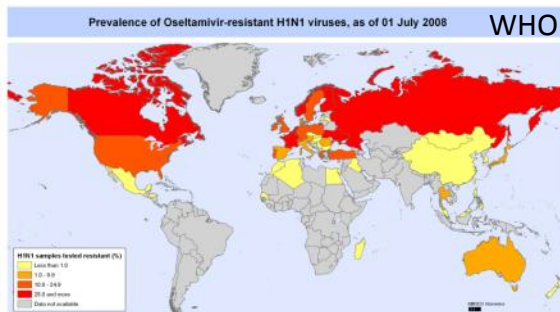 Prevalence of Oseltamivir-resistant H1N1 viruses, as of 01 July 2008
WHO
H1N1 samples tested resistant (%)
Less than 1.0
1.0 - 9.9
10.0 - 24.9
25.0 and more
Data not available